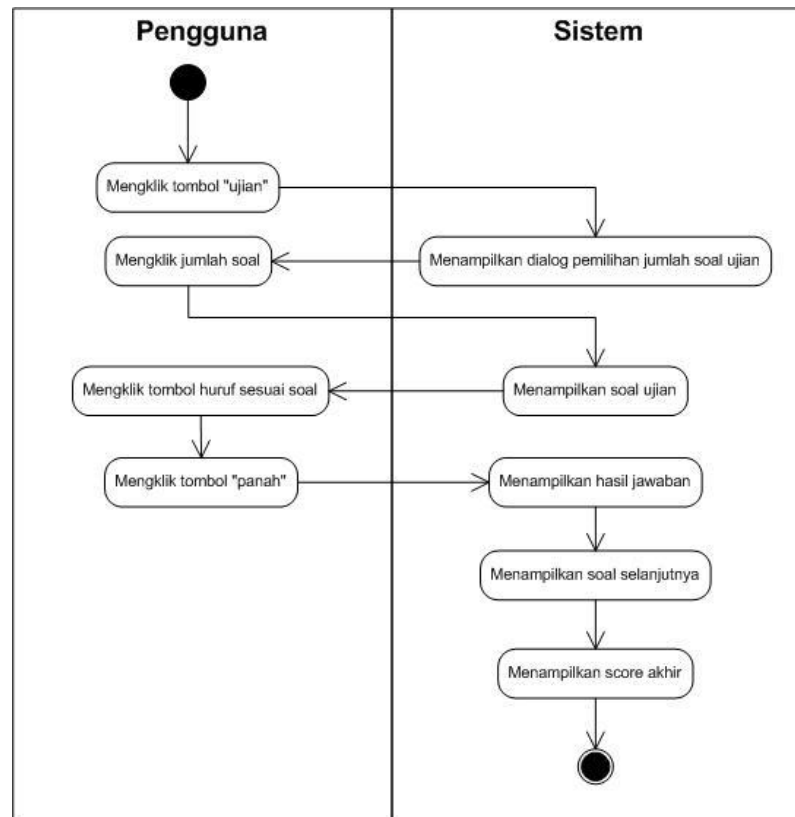 Pengguna
Sistem
Mengklik tombol "ujian"
Menampilkan dialog pemilihan jumlah soal ujian
Mengklik jumlah soal
Menampilkan soal ujian
Mengklik tombol huruf sesuai soal
Mengklik tombol "panah"
Menampilkan hasil jawaban
Menampilkan soal selanjutnya
Menampilkan score akhir